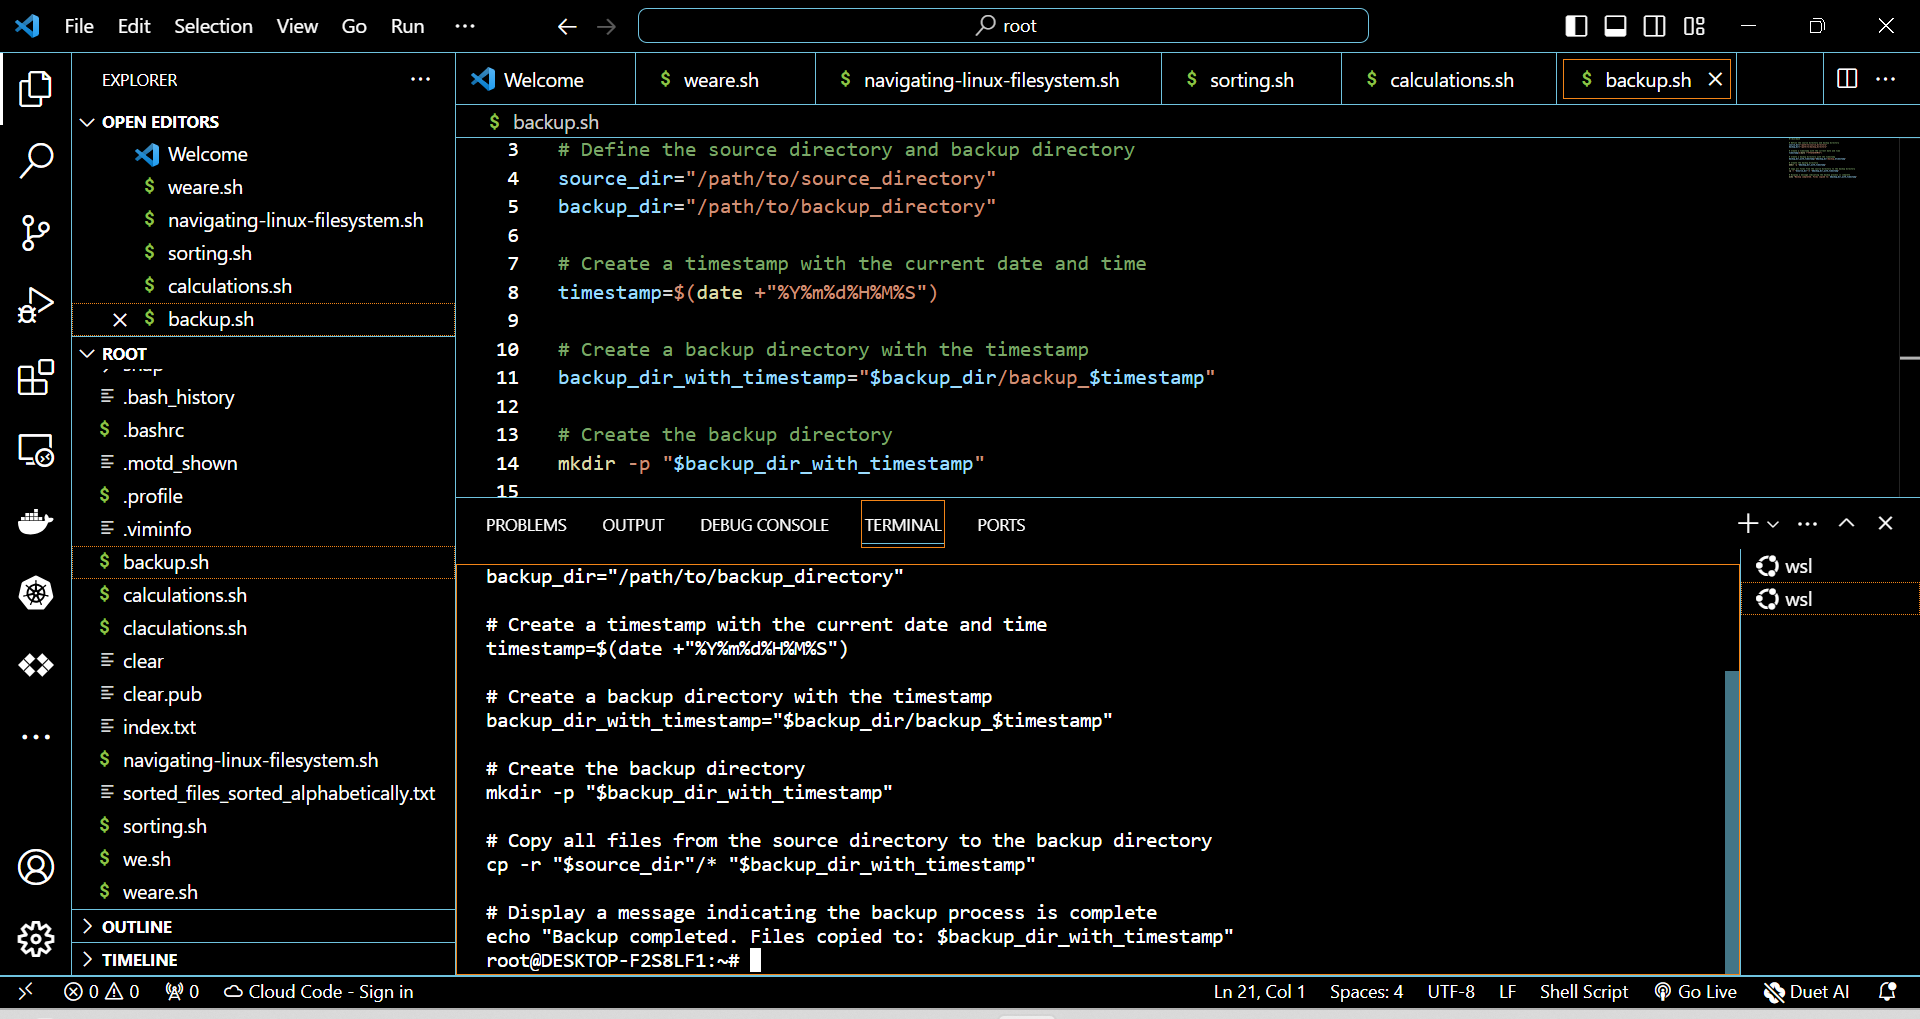 File Edit Selection View Go Run ···
root
EXPLORER
OPEN EDITORS
Welcome
$ weare.sh
$ navigating-linux-filesystem.sh
$ sorting.sh
$ calculations.sh
$ backup.sh
ROOT
.bash_history
$ .bashrc
.motd_shown
$ .profile
.viminfo
$ backup.sh
$ calculations.sh
$ claculations.sh
clear
clear.pub
index.txt
$ navigating-linux-filesystem.sh
sorted_files_sorted_alphabetically.txt
$ sorting.sh
$ we.sh
$ weare.sh
OUTLINE
TIMELINE
Welcome $ weare.sh $ navigating-linux-filesystem.sh $ sorting.sh $ calculations.sh $ backup.sh
$ backup.sh
3 # Define the source directory and backup directory
4 source_dir="/path/to/source_directory"
5 backup_dir="/path/to/backup_directory"
6
7 # Create a timestamp with the current date and time
8 timestamp=$(date +"%Y%m%d%H%M%S")
9
10 # Create a backup directory with the timestamp
11 backup_dir_with_timestamp="$backup_dir/backup_$timestamp"
12
13 # Create the backup directory
14 mkdir -p "$backup_dir_with_timestamp"
15
PROBLEMS OUTPUT DEBUG CONSOLE TERMINAL PORTS
backup_dir="/path/to/backup_directory"
# Create a timestamp with the current date and time
timestamp=$(date +"%Y%m%d%H%M%S")
# Create a backup directory with the timestamp
backup_dir_with_timestamp="$backup_dir/backup_$timestamp"
# Create the backup directory
mkdir -p "$backup_dir_with_timestamp"
# Copy all files from the source directory to the backup directory
cp -r "$source_dir"/* "$backup_dir_with_timestamp"
# Display a message indicating the backup process is complete
echo "Backup completed. Files copied to: $backup_dir_with_timestamp"
root@DESKTOP-F2S8LF1:~#
wsl
wsl
0 0 0 Cloud Code - Sign in
Ln 21, Col 1 Spaces: 4 UTF-8 LF Shell Script Go Live Duet AI